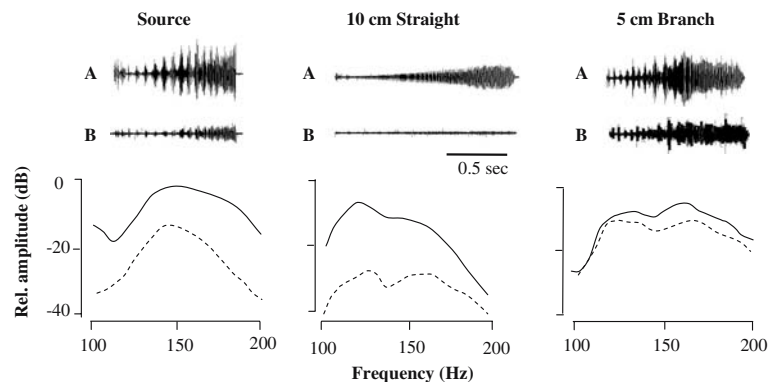 Source 10 cm Straight 5 cm Branch
A A A
B B B
0.5 sec
Rel. amplitude (dB)
0
-20
-40
100 150 200 100 150 200 100 150 200
Frequency (Hz)